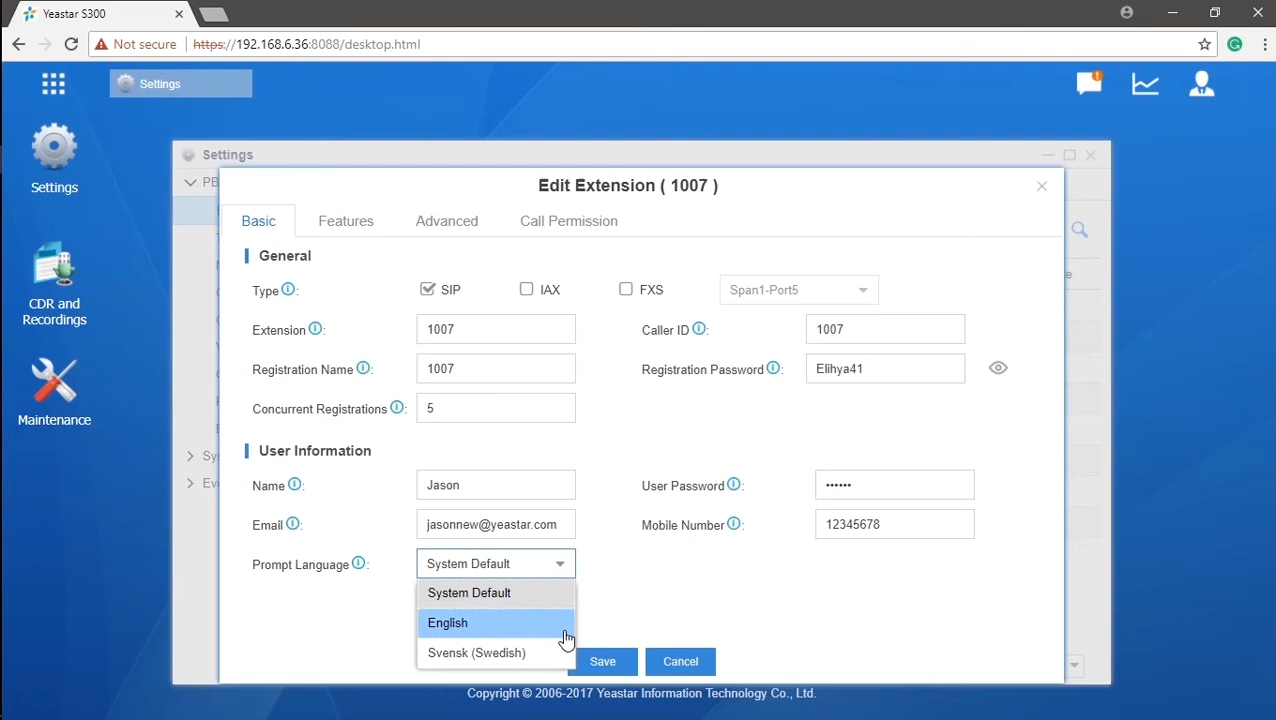 Yeastar S300
Not secure https://192.168.6.36:8088/desktop.html
Settings
Settings
Settings
CDR and
Recordings
Maintenance
PB
Sy
Ev
e
Edit Extension ( 1007 )
Basic Features Advanced Call Permission
General
Type : SIP IAX FXS Span1-Port5
Extension : 1007 Caller ID : 1007
Registration Name : 1007 Registration Password : Elihya41
Concurrent Registrations : 5
User Information
Name : Jason User Password : ••••••
Email : jasonnew@yeastar.com Mobile Number : 12345678
Prompt Language : System Default
System Default
English
Svensk (Swedish)
Save Cancel
Copyright © 2006-2017 Yeastar Information Technology Co., Ltd.